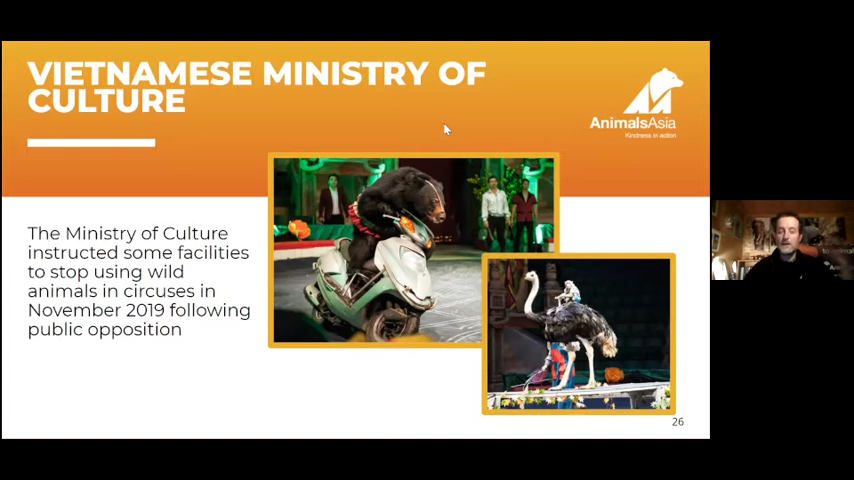 VIETNAMESE MINISTRY OF
CULTURE
AnimalsAsia
Kindness in action
The Ministry of Culture
instructed some facilities
to stop using wild
animals in circuses in
November 2019 following
public opposition
26